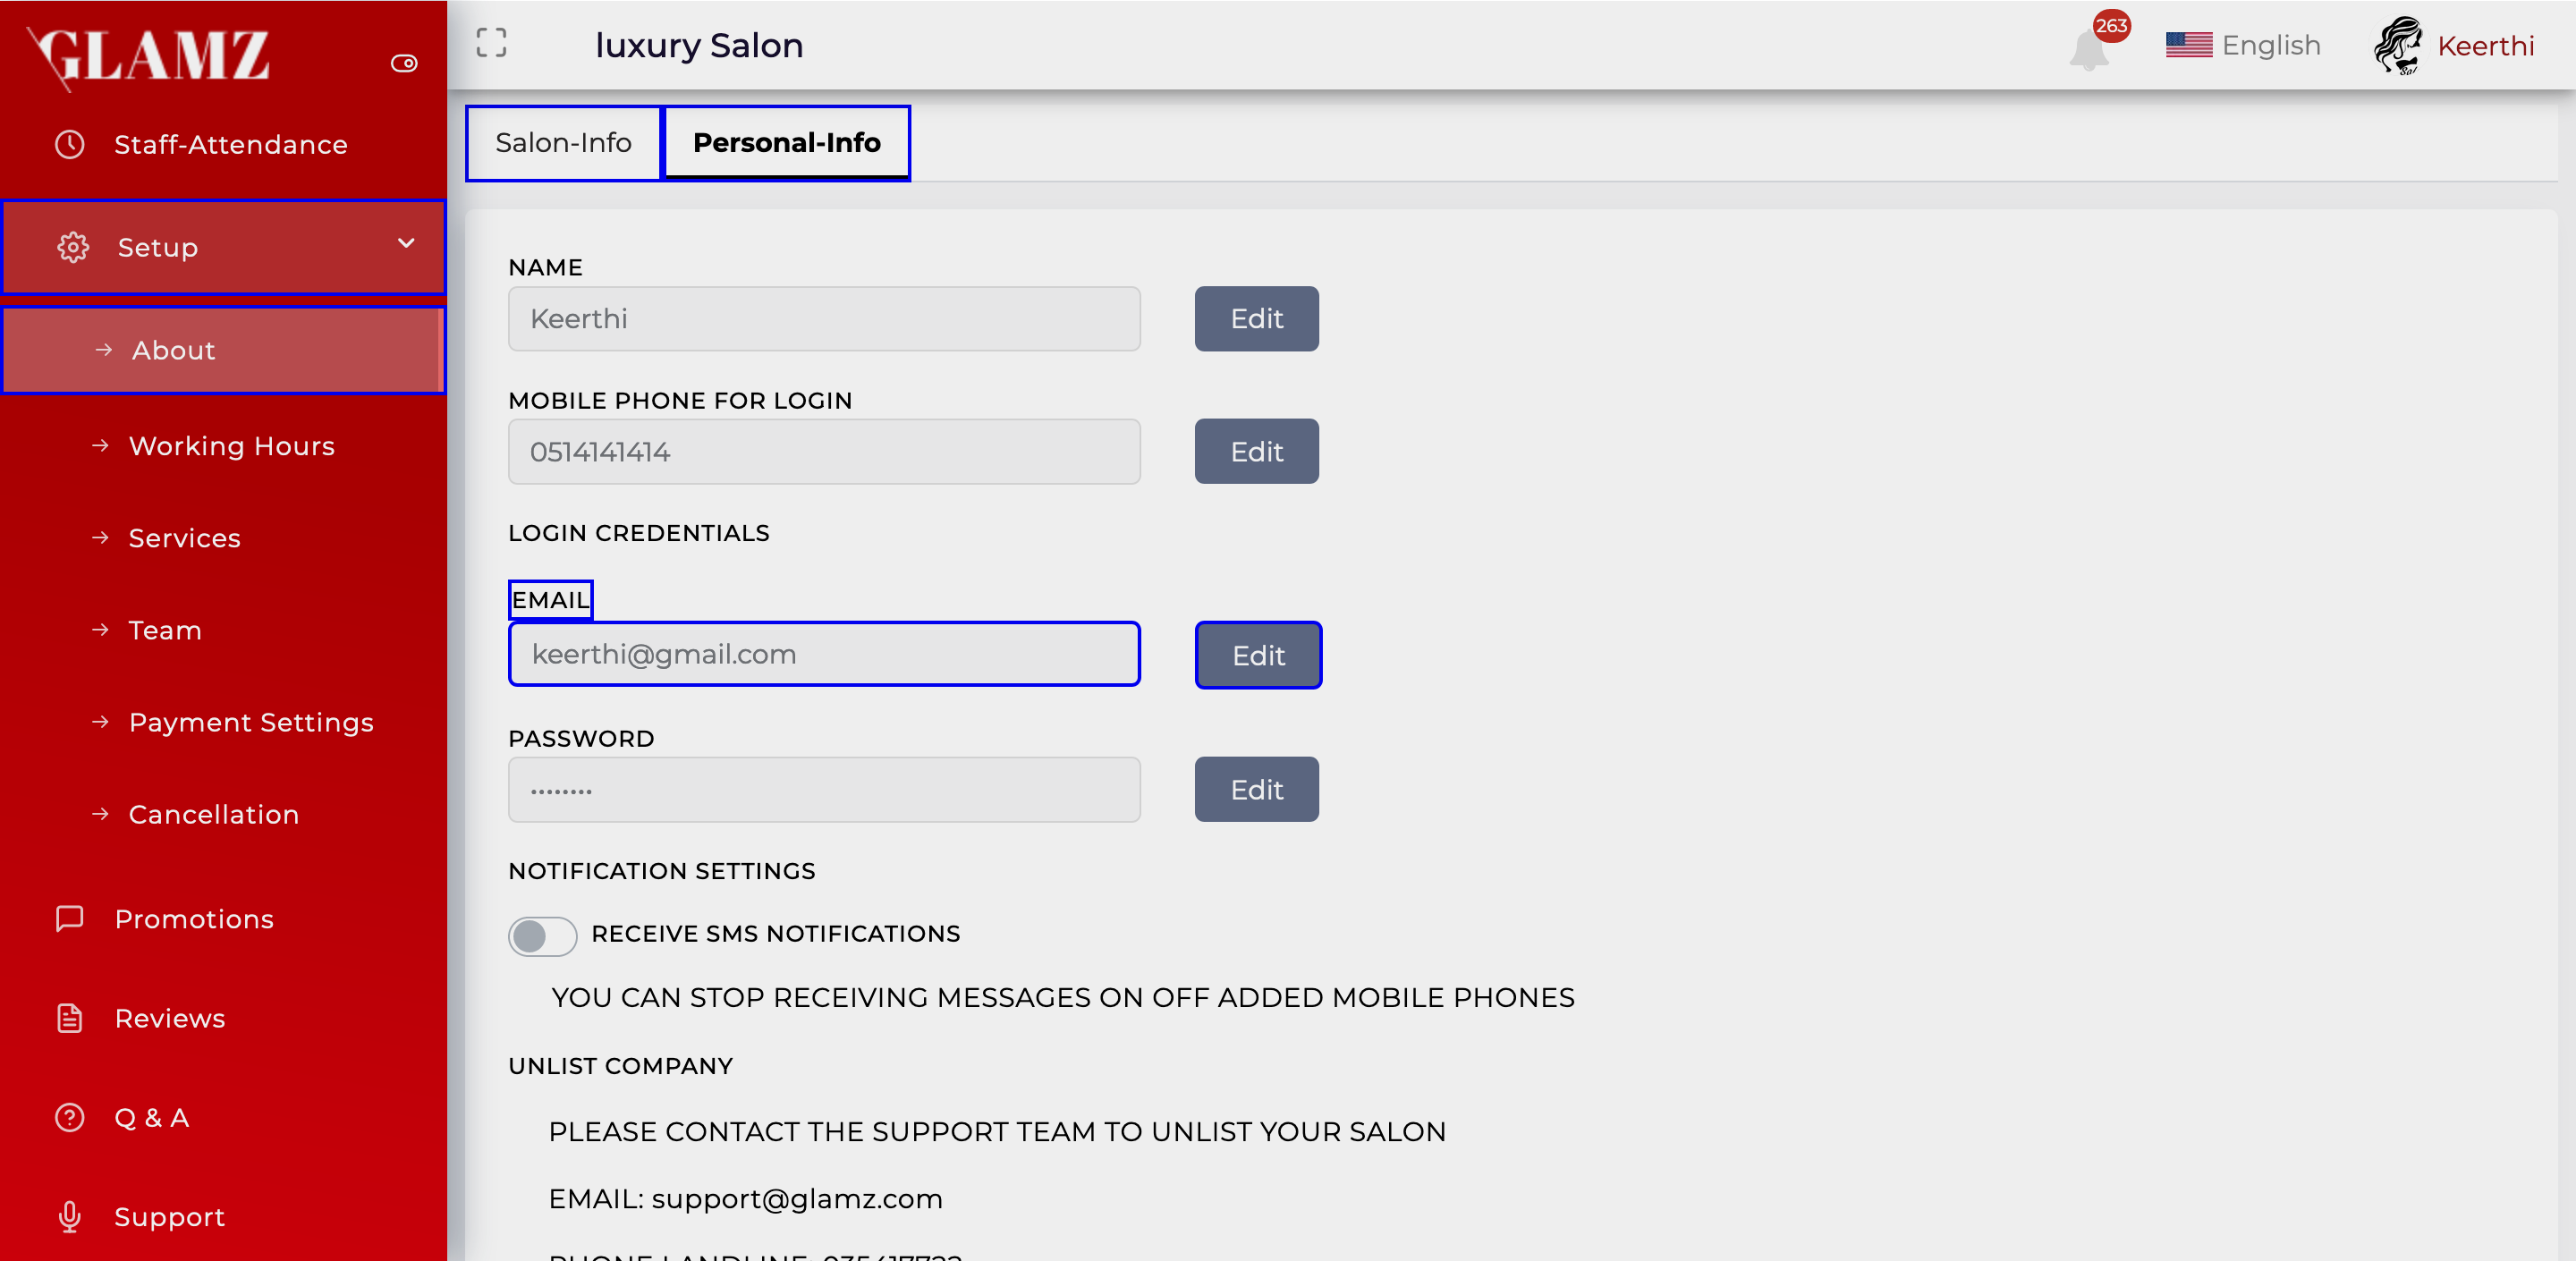 GLAMZ
luxury Salon
263
English
Keerthi
Staff-Attendance
Setup
About
Working Hours
Services
Team
Payment Settings
Cancellation
Promotions
Reviews
Q & A
Support
Salon-Info
Personal-Info
NAME
Keerthi
Edit
MOBILE PHONE FOR LOGIN
0514141414
Edit
LOGIN CREDENTIALS
EMAIL
keerthi@gmail.com
Edit
PASSWORD
••••••••
Edit
NOTIFICATION SETTINGS
RECEIVE SMS NOTIFICATIONS
YOU CAN STOP RECEIVING MESSAGES ON OFF ADDED MOBILE PHONES
UNLIST COMPANY
PLEASE CONTACT THE SUPPORT TEAM TO UNLIST YOUR SALON
EMAIL: support@glamz.com
PHONE LANDLINE: